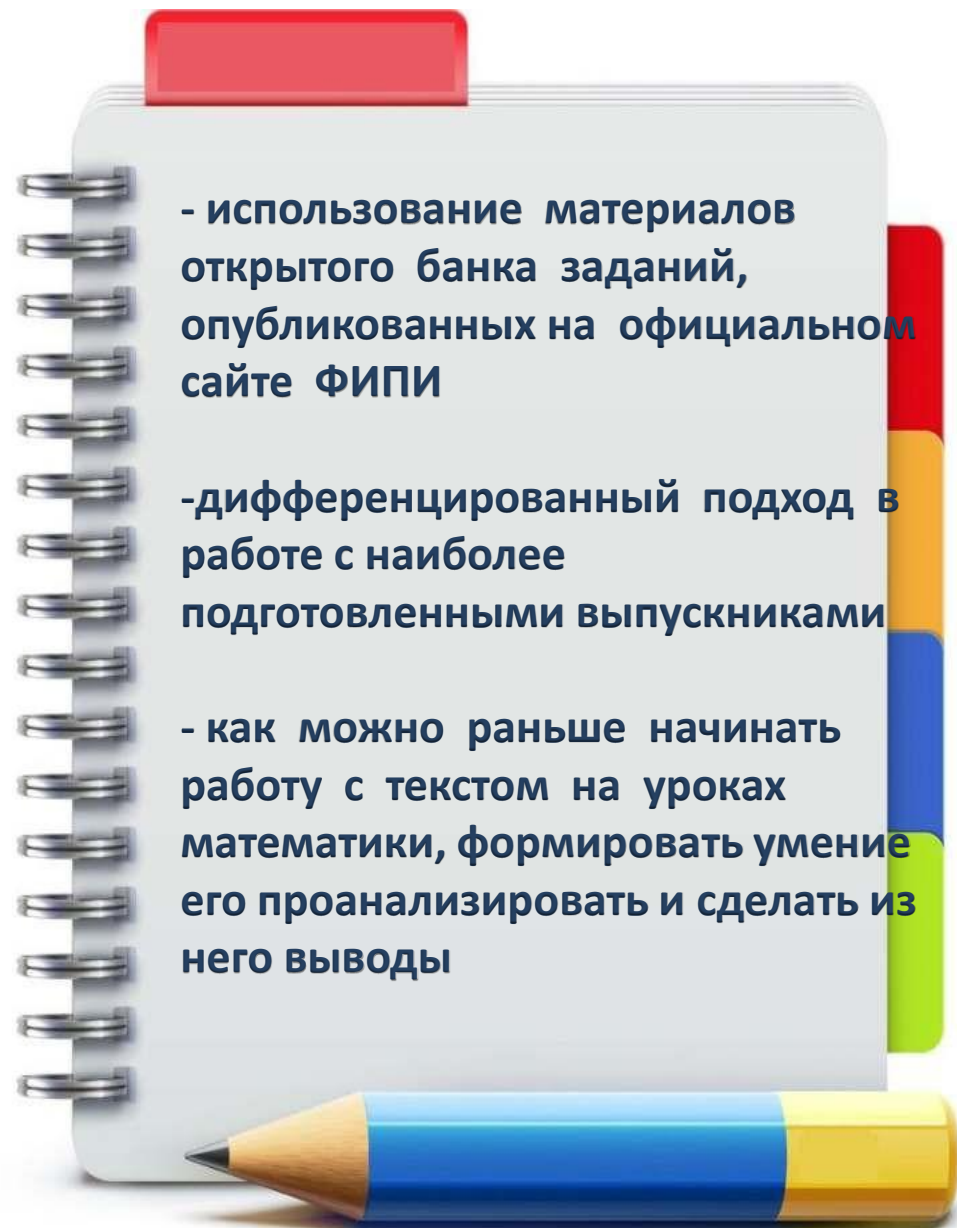 - использование материалов
открытого банка заданий,
опубликованных на официальном
сайте ФИПИ
-дифференцированный подход в
работе с наиболее
подготовленными выпускниками
- как можно раньше начинать
работу с текстом на уроках
математики, формировать умение
его проанализировать и сделать из
него выводы